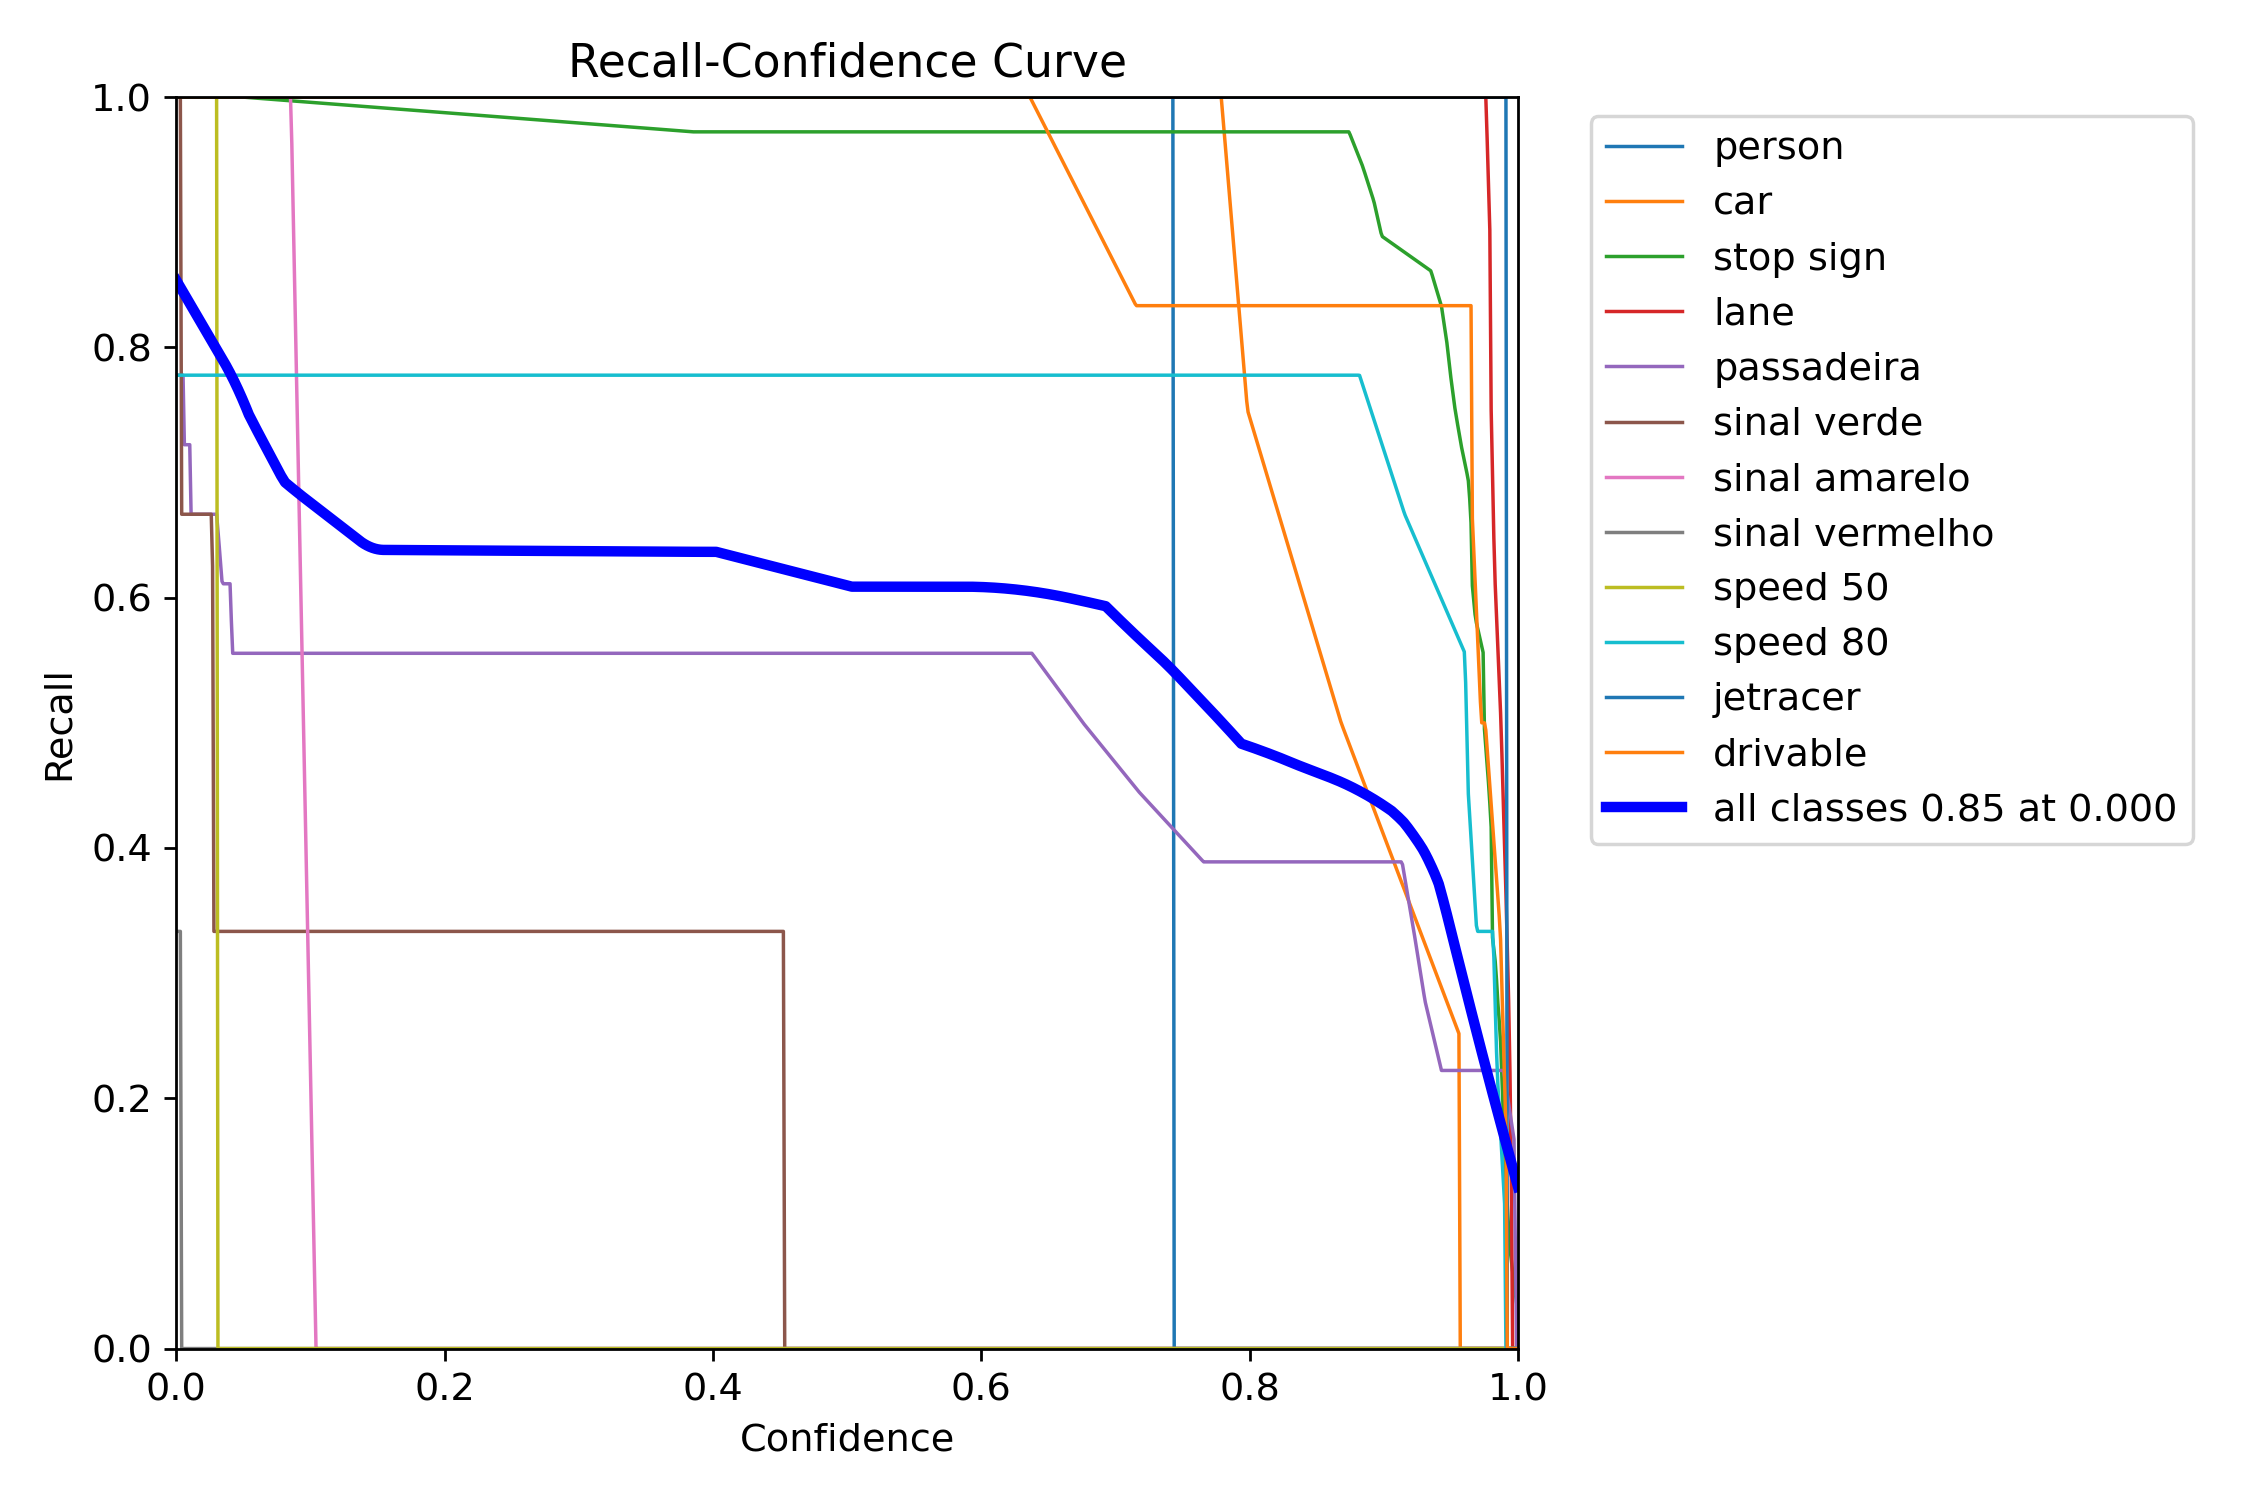 Recall-Confidence Curve
1.0
0.8
0.6
0.4
0.2
0.0
Recall
0.0 0.2 0.4 0.6 0.8 1.0
Confidence
person
car
stop sign
lane
passadeira
sinal verde
sinal amarelo
sinal vermelho
speed 50
speed 80
jetracer
drivable
all classes 0.85 at 0.000